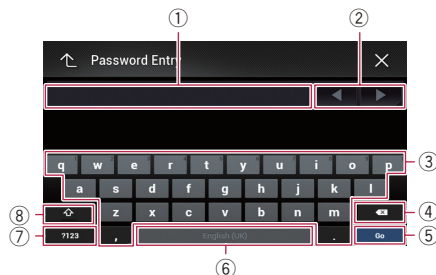 ① ②
Password Entry
q w e r t y u i o p ③
a s d f g h j k l
⑧ z x c v b n m ④
⑦ ?123 , English (UK) . Go ⑤
⑥